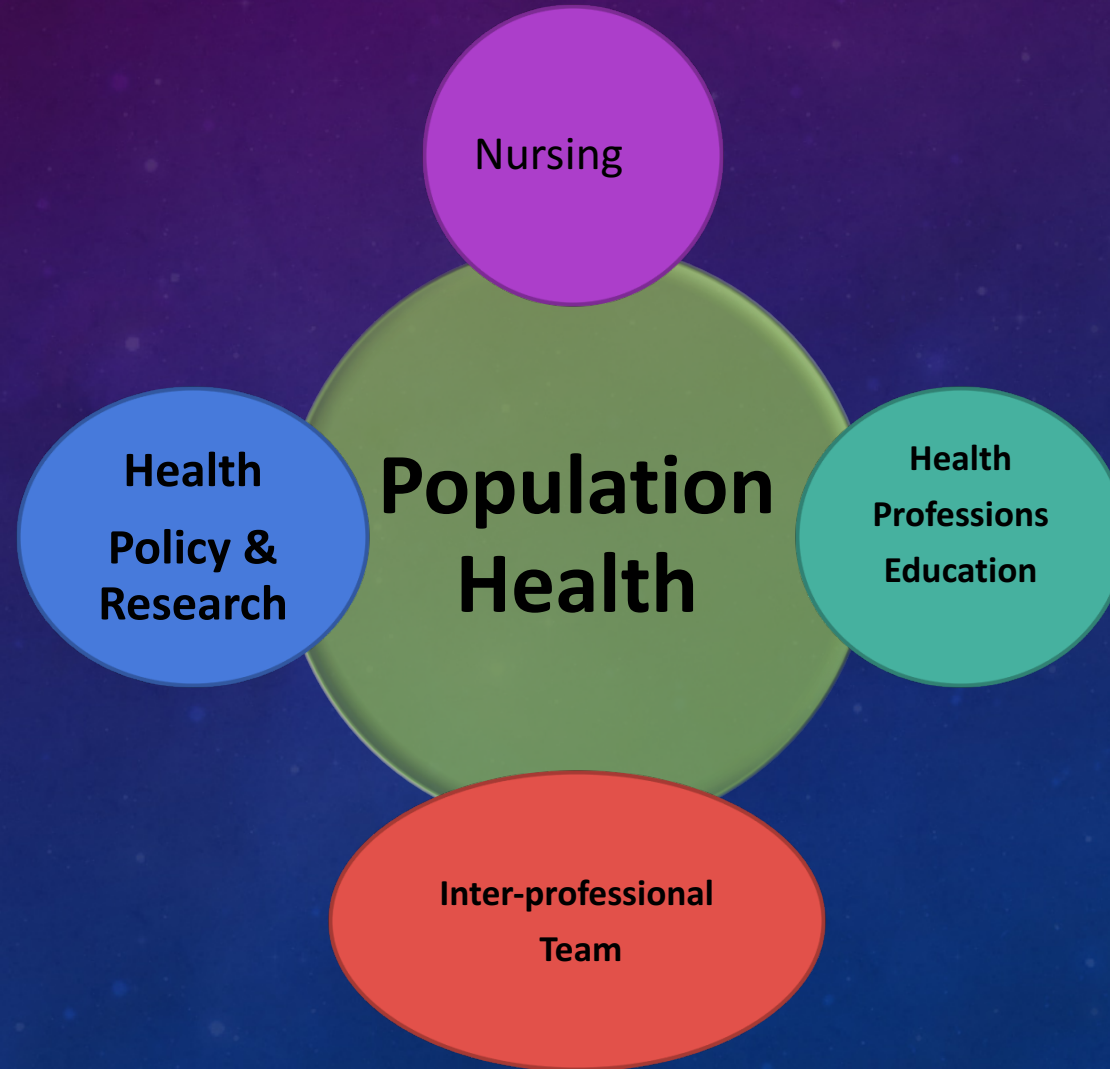 Nursing
Health
Policy &
Research
Population
Health
Health
Professions
Education
Inter-professional
Team